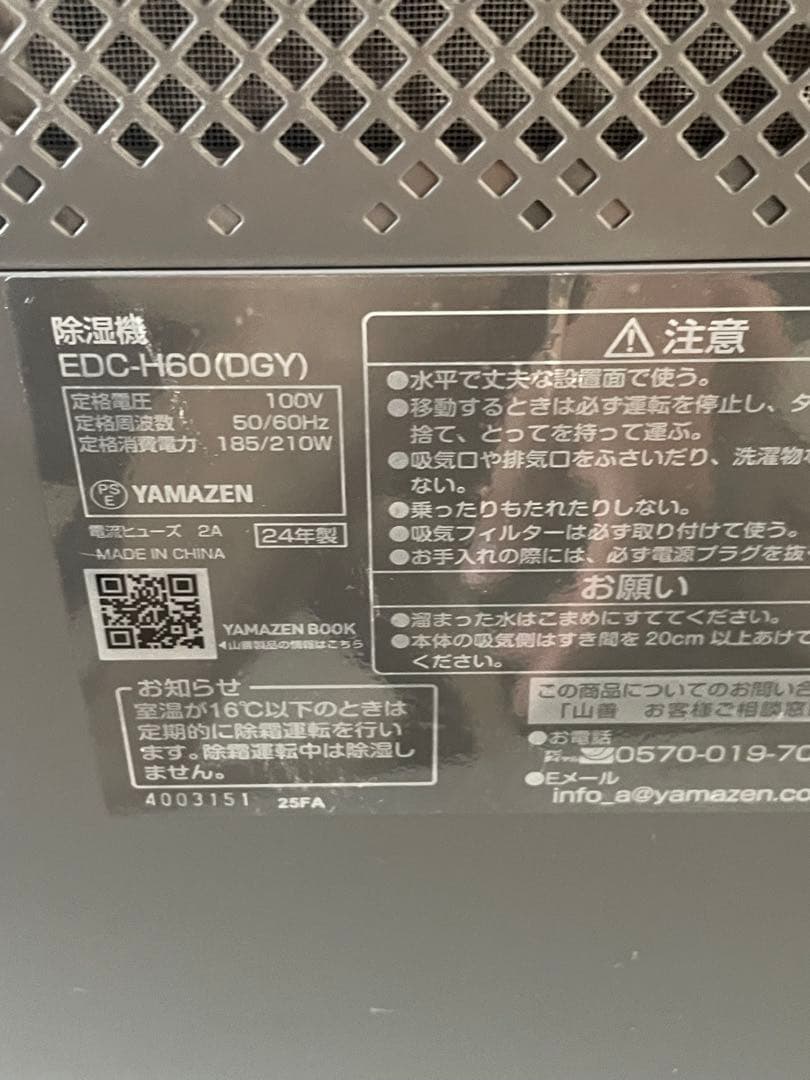 除湿機
EDC-H60(DGY)
定格電圧 100V
定格周波数 50/60Hz
定格消費電力 185/210W
PS
E
YAMAZEN
電流ヒューズ 2A 24年製
MADE IN CHINA
YAMAZEN BOOK
◀山善製品の情報はこちら
お知らせ
室温が16℃以下のときは
定期的に除霜運転を行い
ます。除霜運転中は除湿し
ません。
4003151 25FA
⚠注意
●水平で丈夫な設置面で使う。
●移動するときは必ず運転を停止し、タ
捨て、とってを持って運ぶ。
●吸気口や排気口をふさいだり、洗濯物
ない。
●乗ったりもたれたりしない。
●吸気フィルターは必ず取り付けて使う。
●お手入れの際には、必ず電源プラグを抜
お願い
●溜まった水はこまめにすててください。
●本体の吸気側はすき間を20cm以上あけて
ください。
この商品についてのお問い合
「山善 お客様ご相談窓
●お電話
0570-019-70
●Eメール
info_a@yamazen.co